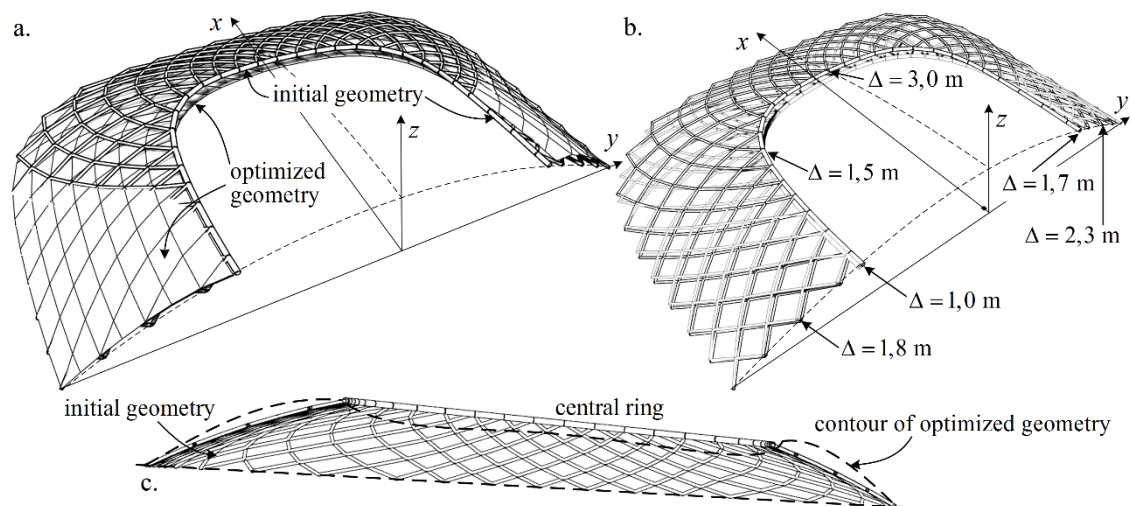 a.
x
initial geometry
z
y
optimized
geometry
b.
x
Δ = 3,0 m
y
z
Δ = 1,5 m
Δ = 1,7 m
Δ = 2,3 m
Δ = 1,0 m
Δ = 1,8 m
initial geometry
central ring
contour of optimized geometry
c.